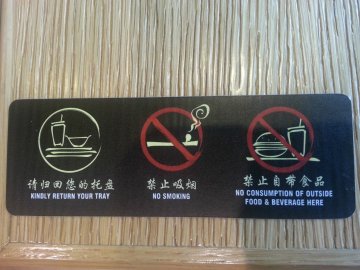 请归回您的托盘
KINDLY RETURN YOUR TRAY
禁止吸烟
NO SMOKING
禁止自带食品
NO CONSUMPTION OF OUTSIDE
FOOD & BEVERAGE HERE